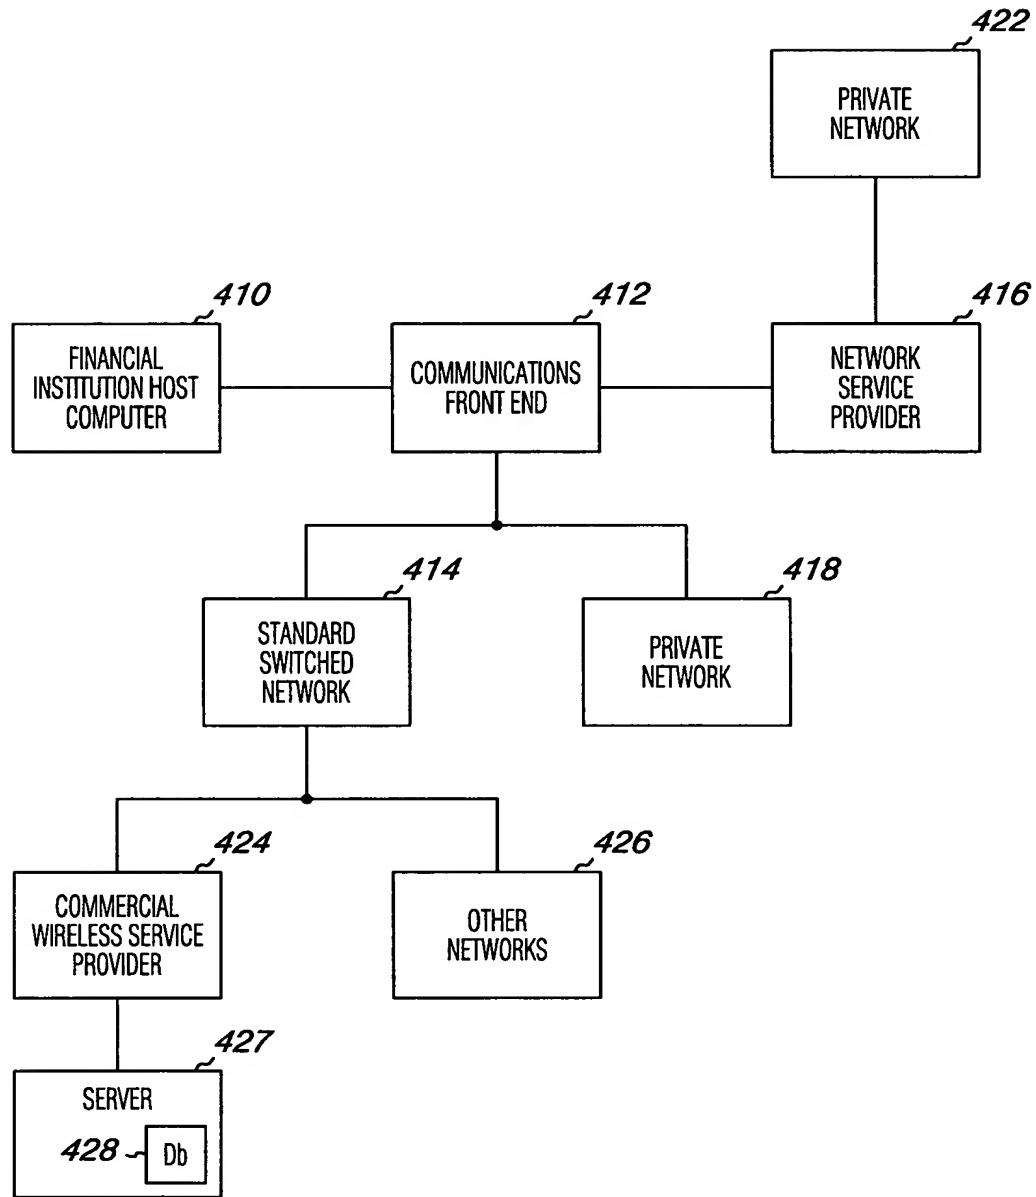 422
PRIVATE
NETWORK
410
FINANCIAL
INSTITUTION HOST
COMPUTER
412
COMMUNICATIONS
FRONT END
416
NETWORK
SERVICE
PROVIDER
414
STANDARD
SWITCHED
NETWORK
418
PRIVATE
NETWORK
424
COMMERCIAL
WIRELESS SERVICE
PROVIDER
426
OTHER
NETWORKS
427
SERVER
428
Db